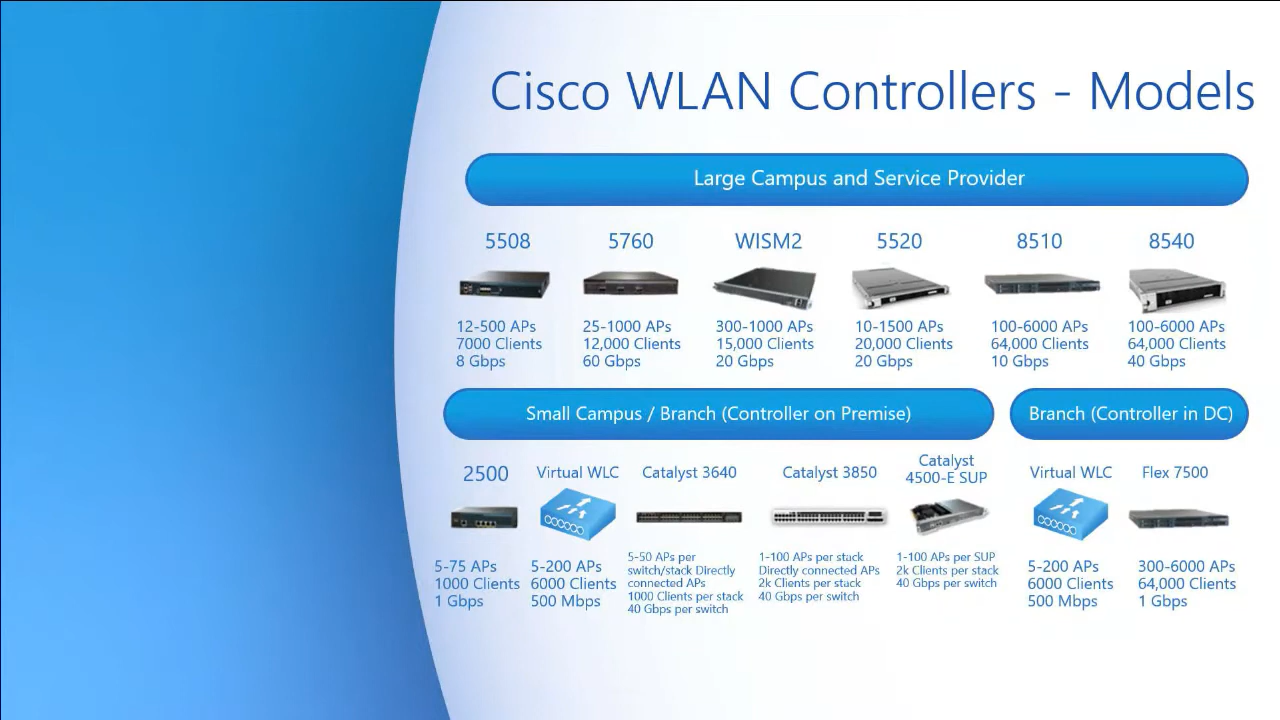 Cisco WLAN Controllers - Models
Large Campus and Service Provider
5508
12-500 APs
7000 Clients
8 Gbps
5760
25-1000 APs
12,000 Clients
60 Gbps
WISM2
300-1000 APs
15,000 Clients
20 Gbps
5520
10-1500 APs
20,000 Clients
20 Gbps
8510
100-6000 APs
64,000 Clients
10 Gbps
8540
100-6000 APs
64,000 Clients
40 Gbps
Small Campus / Branch (Controller on Premise)
2500
5-75 APs
1000 Clients
1 Gbps
Virtual WLC
5-200 APs
6000 Clients
500 Mbps
Catalyst 3640
5-50 APs per
switch/stack Directly
connected APs
1000 Clients per stack
40 Gbps per switch
Catalyst 3850
1-100 APs per stack
Directly connected APs
2k Clients per stack
40 Gbps per switch
Catalyst
4500-E SUP
1-100 APs per SUP
2k Clients per stack
40 Gbps per switch
Branch (Controller in DC)
Virtual WLC
5-200 APs
6000 Clients
500 Mbps
Flex 7500
300-6000 APs
64,000 Clients
1 Gbps